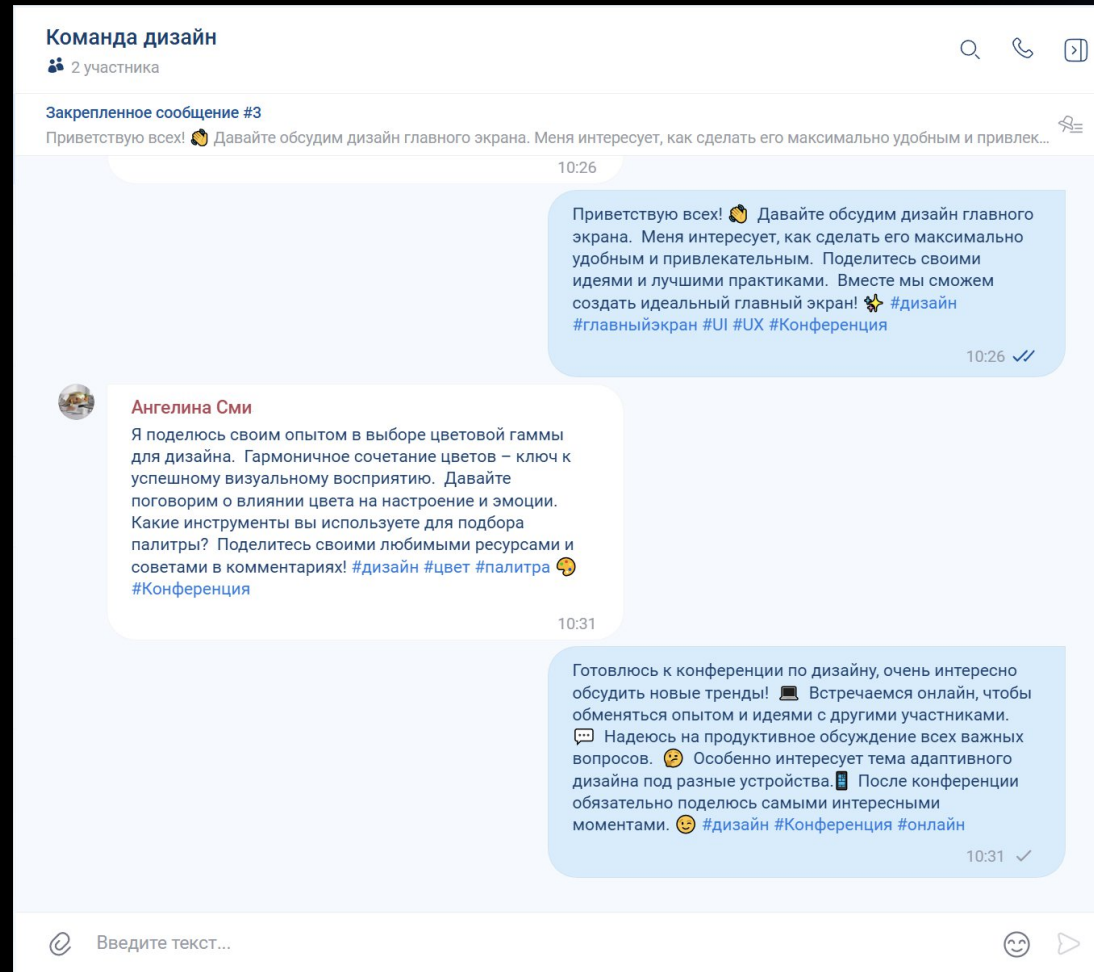 Команда дизайн
2 участника
Закрепленное сообщение #3
Приветствую всех! 👏 Давайте обсудим дизайн главного экрана. Меня интересует, как сделать его максимально удобным и привлек...
10:26
Приветствую всех! 👏 Давайте обсудим дизайн главного
экрана. Меня интересует, как сделать его максимально
удобным и привлекательным. Поделитесь своими
идеями и лучшими практиками. Вместе мы сможем
создать идеальный главный экран! ✨ #дизайн
#главныйэкран #UI #UX #Конференция
10:26
Ангелина Сми
Я поделюсь своим опытом в выборе цветовой гаммы
для дизайна. Гармоничное сочетание цветов – ключ к
успешному визуальному восприятию. Давайте
поговорим о влиянии цвета на настроение и эмоции.
Какие инструменты вы используете для подбора
палитры? Поделитесь своими любимыми ресурсами и
советами в комментариях! #дизайн #цвет #палитра 🎨
#Конференция
10:31
Готовлюсь к конференции по дизайну, очень интересно
обсудить новые тренды! 💻 Встречаемся онлайн, чтобы
обменяться опытом и идеями с другими участниками.
💬 Надеюсь на продуктивное обсуждение всех важных
вопросов. 🤔 Особенно интересует тема адаптивного
дизайна под разные устройства.📱 После конференции
обязательно поделюсь самыми интересными
моментами. 😉 #дизайн #Конференция #онлайн
10:31
Введите текст...